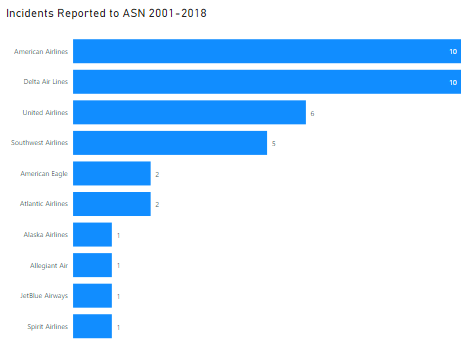 Incidents Reported to ASN 2001-2018
American Airlines 10
Delta Air Lines 10
United Airlines 6
Southwest Airlines 5
American Eagle 2
Atlantic Airlines 2
Alaska Airlines 1
Allegiant Air 1
JetBlue Airways 1
Spirit Airlines 1